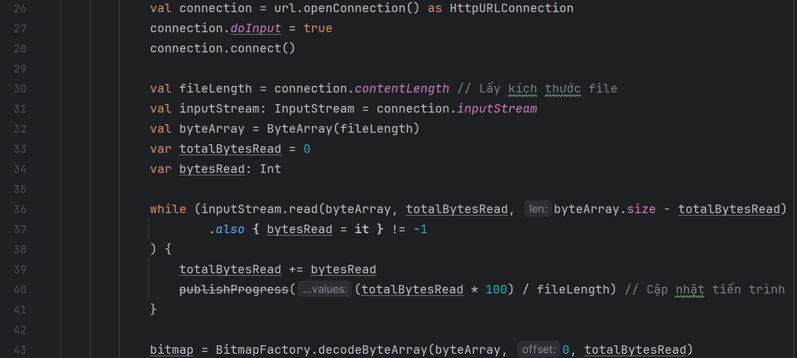 26 val connection = url.openConnection() as HttpURLConnection
27 connection.doInput = true
28 connection.connect()
29
30 val fileLength = connection.contentLength // Lấy kích thước file
31 val inputStream: InputStream = connection.inputStream
32 val byteArray = ByteArray(fileLength)
33 var totalBytesRead = 0
34 var bytesRead: Int
35
36 while (inputStream.read(byteArray, totalBytesRead, len: byteArray.size - totalBytesRead)
37 .also { bytesRead = it } != -1
38 ) {
39 totalBytesRead += bytesRead
40 publishProgress( ...values: (totalBytesRead * 100) / fileLength) // Cập nhật tiến trình
41 }
42
43 bitmap = BitmapFactory.decodeByteArray(byteArray, offset: 0, totalBytesRead)